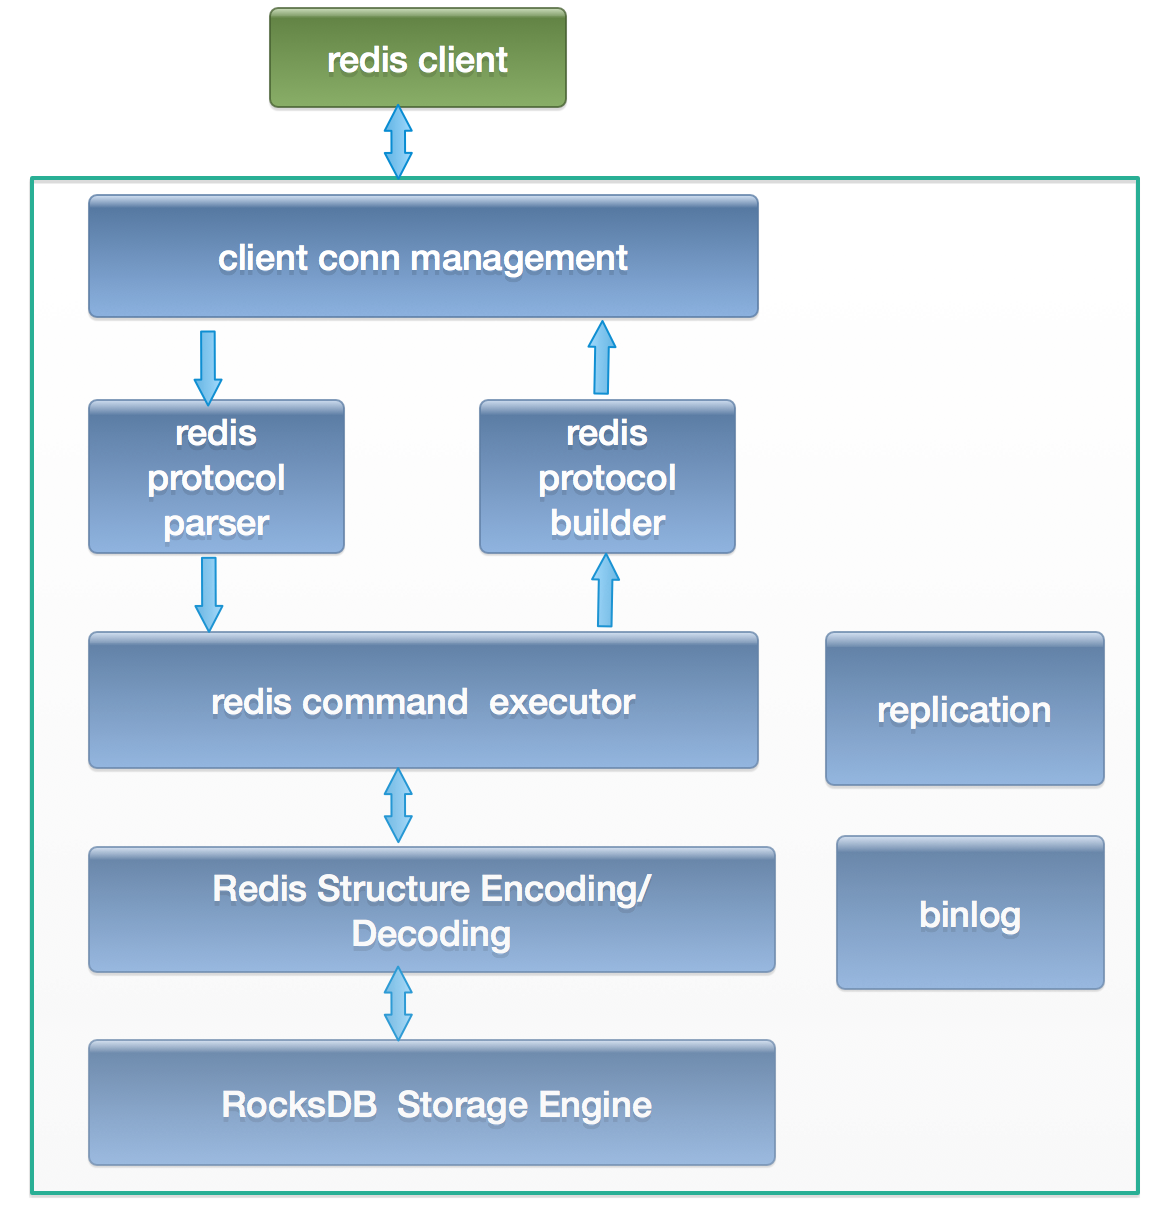 redis client
client conn management
redis
protocol
parser
redis
protocol
builder
redis command  executor
replication
Redis Structure Encoding/
Decoding
binlog
RocksDB  Storage Engine